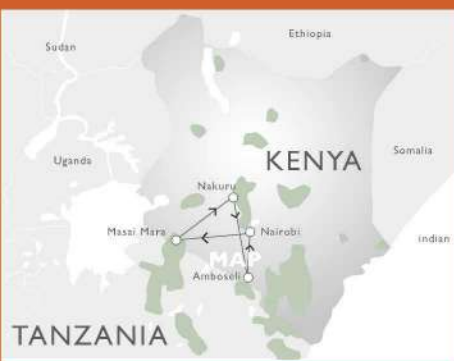 Ethiopia
Sudan
Somalia
KENYA
Uganda
Nakuru
Masai Mara
Nairobi
indian
MAP
Amboseli
TANZANIA